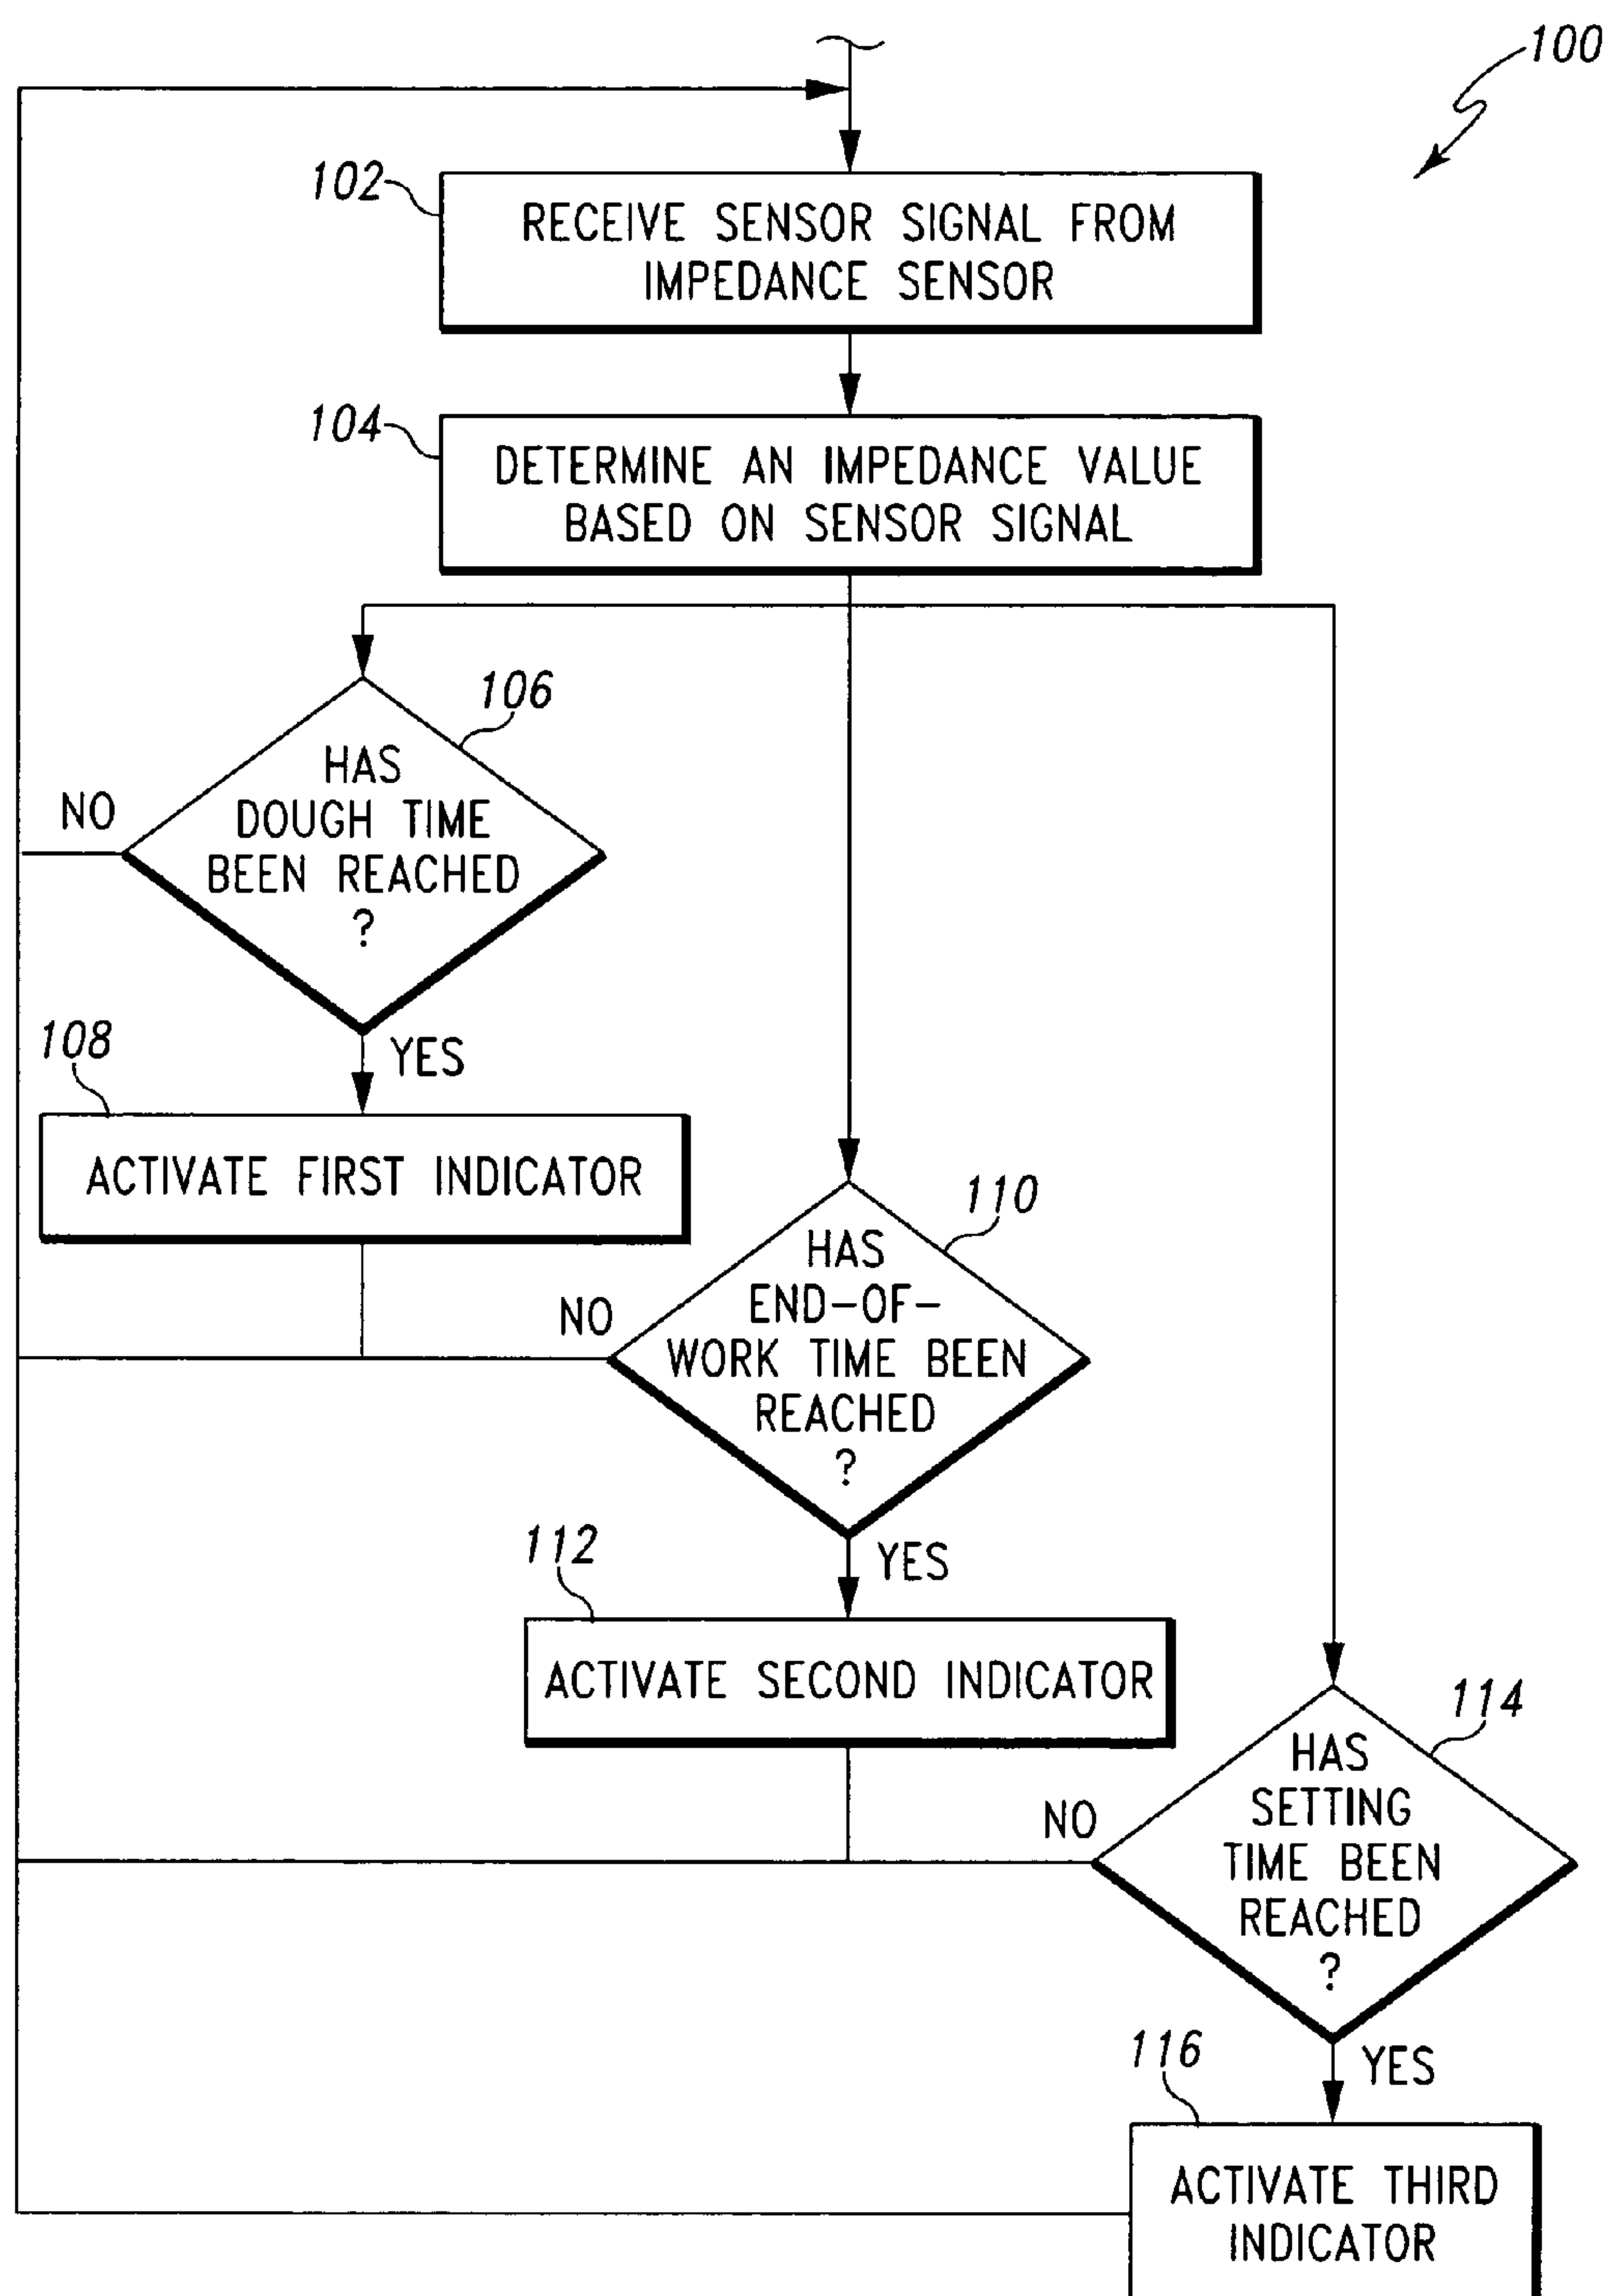 100
102
RECEIVE SENSOR SIGNAL FROM
IMPEDANCE SENSOR
104
DETERMINE AN IMPEDANCE VALUE
BASED ON SENSOR SIGNAL
106
HAS
DOUGH TIME
BEEN REACHED
?
NO
YES
108
ACTIVATE FIRST INDICATOR
110
HAS
END-OF-
WORK TIME BEEN
REACHED
?
NO
YES
112
ACTIVATE SECOND INDICATOR
114
HAS
SETTING
TIME BEEN
REACHED
?
NO
YES
116
ACTIVATE THIRD
INDICATOR